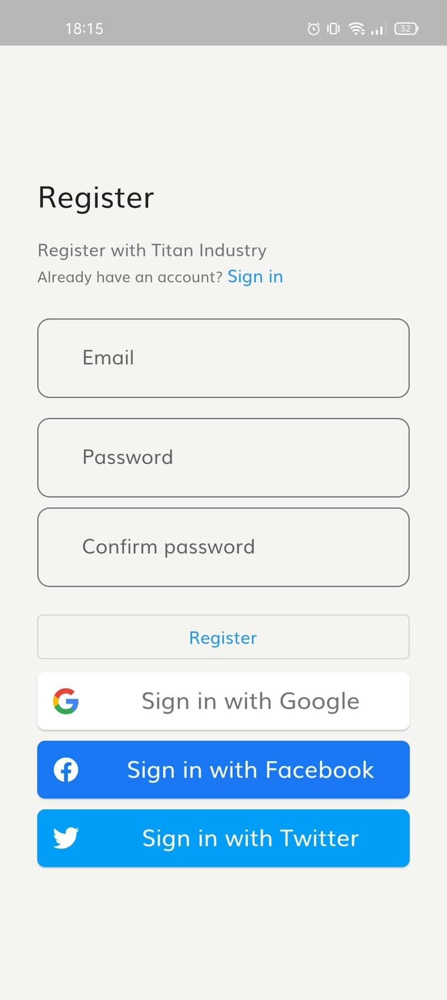 18:15
32
Register
Register with Titan Industry
Already have an account? Sign in
Email
Password
Confirm password
Register
Sign in with Google
Sign in with Facebook
Sign in with Twitter